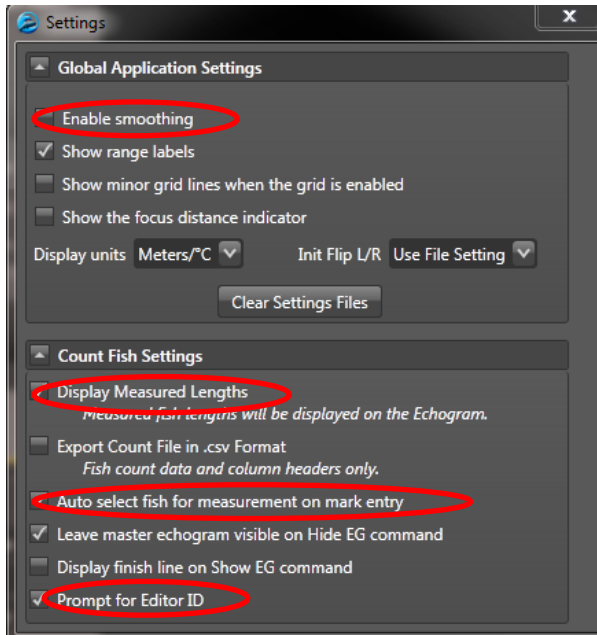 Settings
x
Global Application Settings
Enable smoothing
Show range labels
Show minor grid lines when the grid is enabled
Show the focus distance indicator
Display units Meters/°C Init Flip L/R Use File Setting
Clear Settings Files
Count Fish Settings
Display Measured Lengths
Measured fish lengths will be displayed on the Echogram.
Export Count File in .csv Format
Fish count data and column headers only.
Auto select fish for measurement on mark entry
Leave master echogram visible on Hide EG command
Display finish line on Show EG command
Prompt for Editor ID